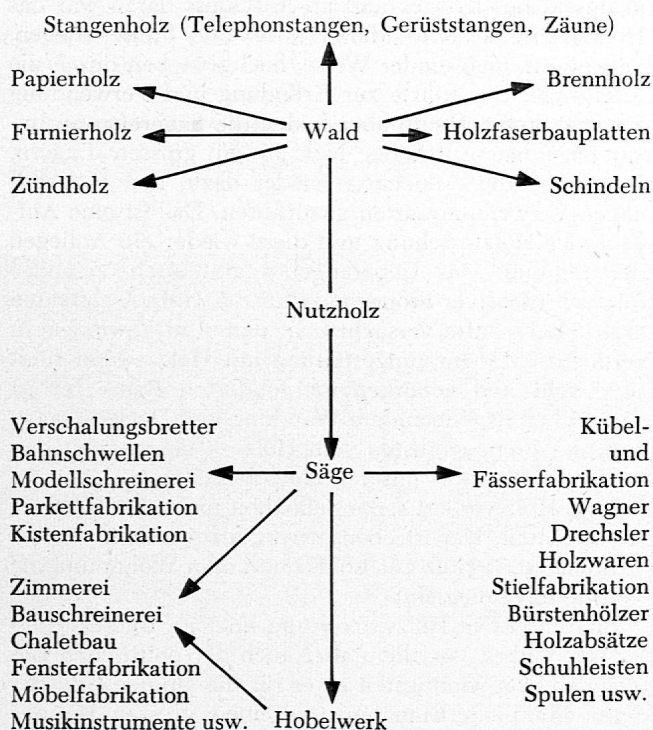 Stangenholz (Telephonstangen, Gerüststangen, Zäune)
Papierholz
Brennholz
Furnierholz
Wald
Holzfaserbauplatten
Zündholz
Schindeln
Nutzholz
Verschalungsbretter
Bahnschwellen
Modellschreinerei
Parkettfabrikation
Kistenfabrikation
Säge
Kübel-
und
Fässerfabrikation
Wagner
Drechsler
Holzwaren
Stielfabrikation
Bürstenhölzer
Holzabsätze
Schuhleisten
Spulen usw.
Zimmerei
Bauschreinerei
Chaletbau
Fensterfabrikation
Möbelfabrikation
Musikinstrumente usw.
Hobelwerk